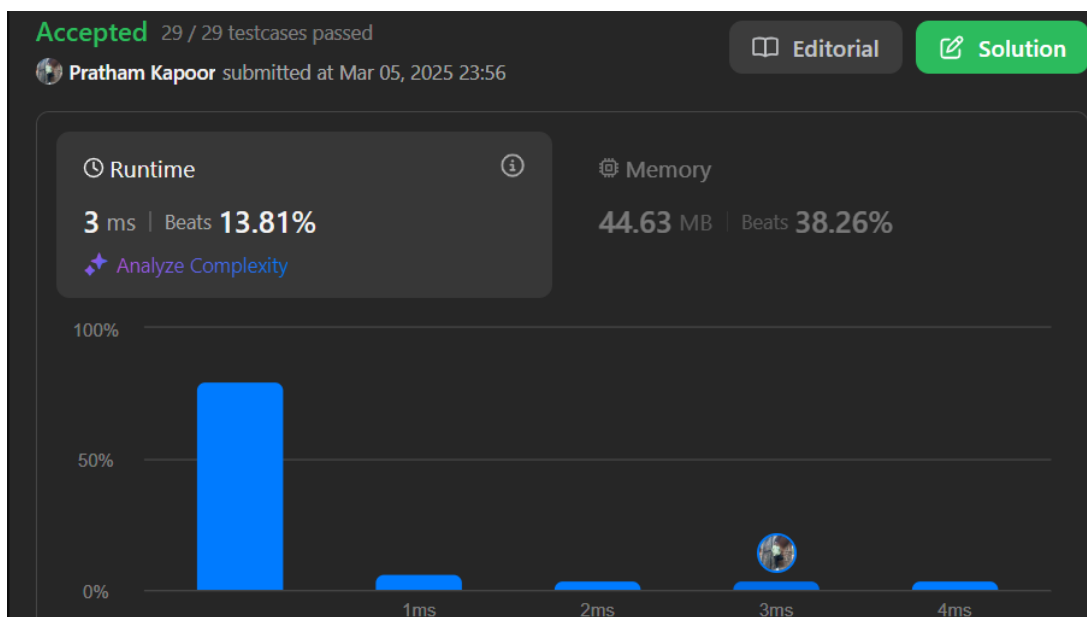 Accepted 29 / 29 testcases passed
Editorial
Solution
Pratham Kapoor submitted at Mar 05, 2025 23:56
Runtime
3 ms | Beats 13.81%
Analyze Complexity
Memory
44.63 MB | Beats 38.26%
100%
50%
0%
1ms
2ms
3ms
4ms